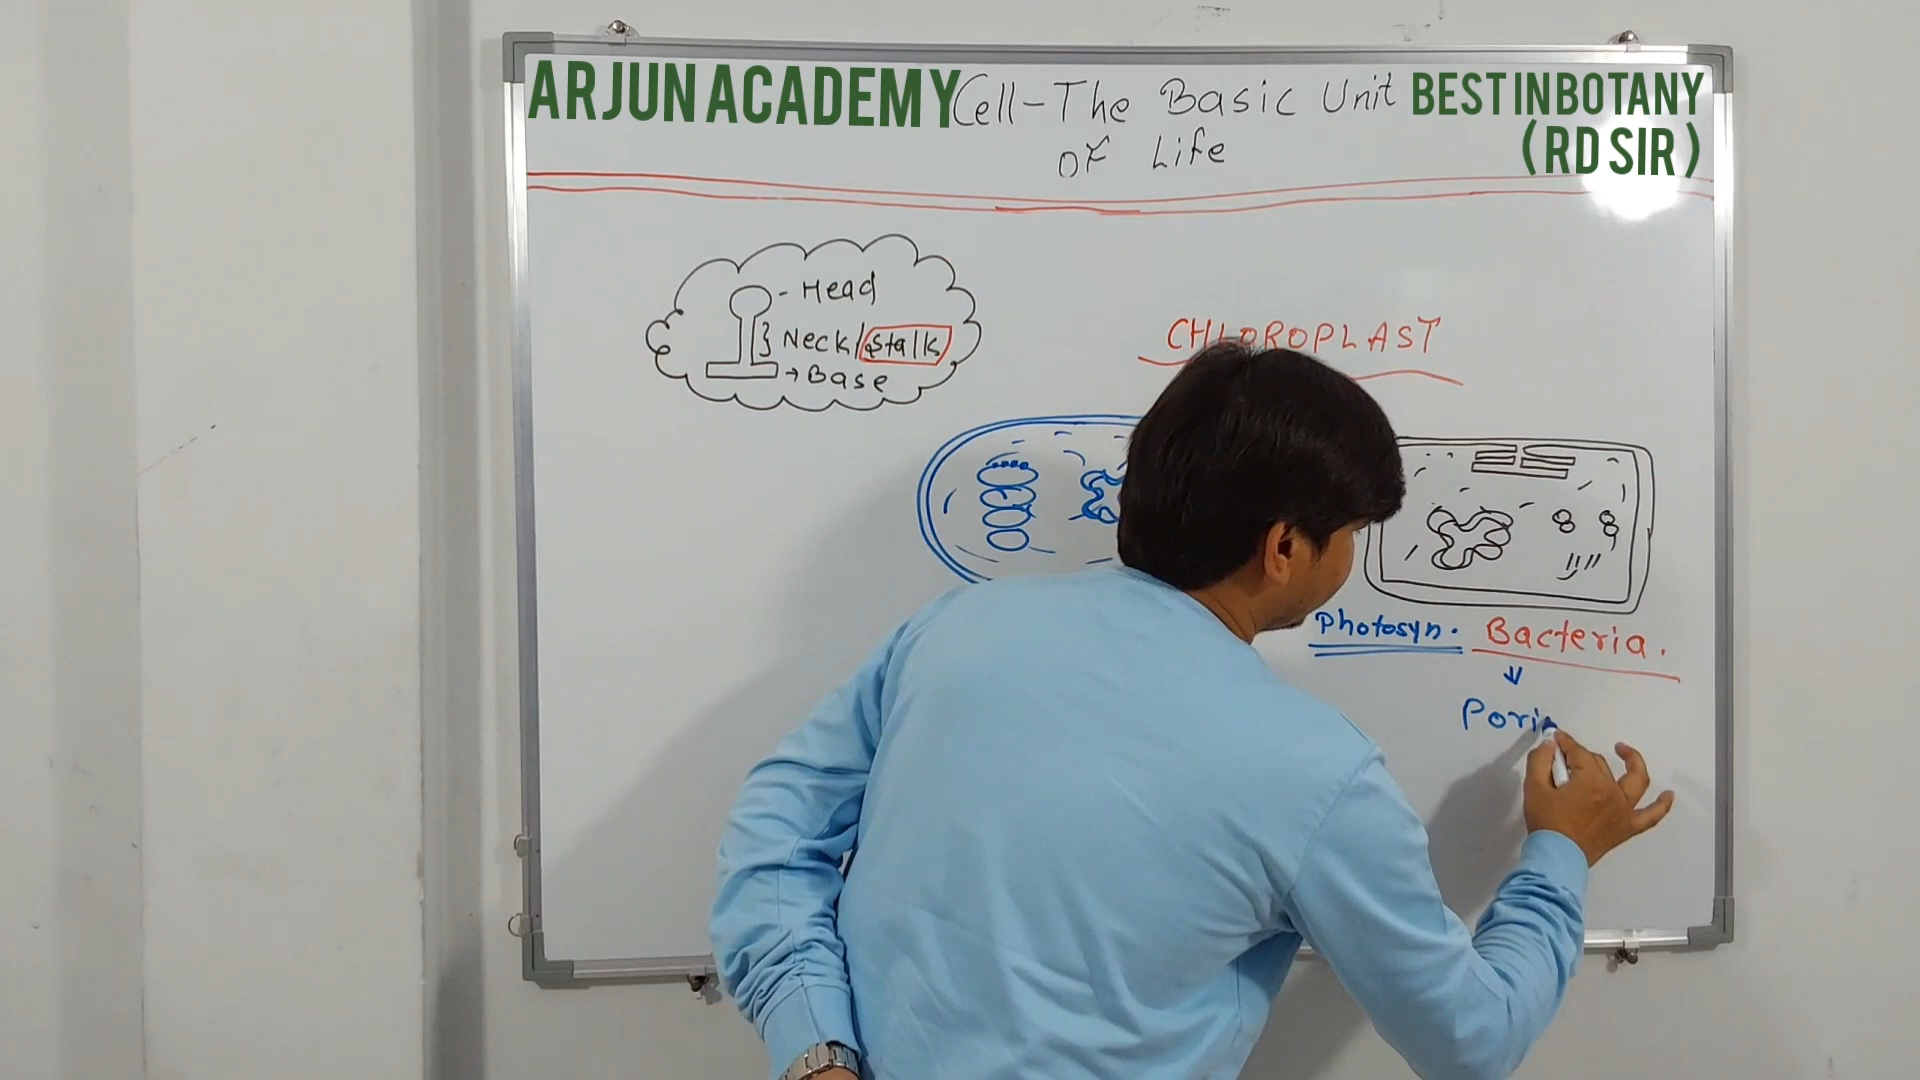 ARJUN ACADEMY
Cell-The Basic Unit
of Life
BEST IN BOTANY
(RD SIR)
- Head
} Neck/Stalk
→ Base
CHLOROPLAST
Photosyn. Bacteria.
Pori